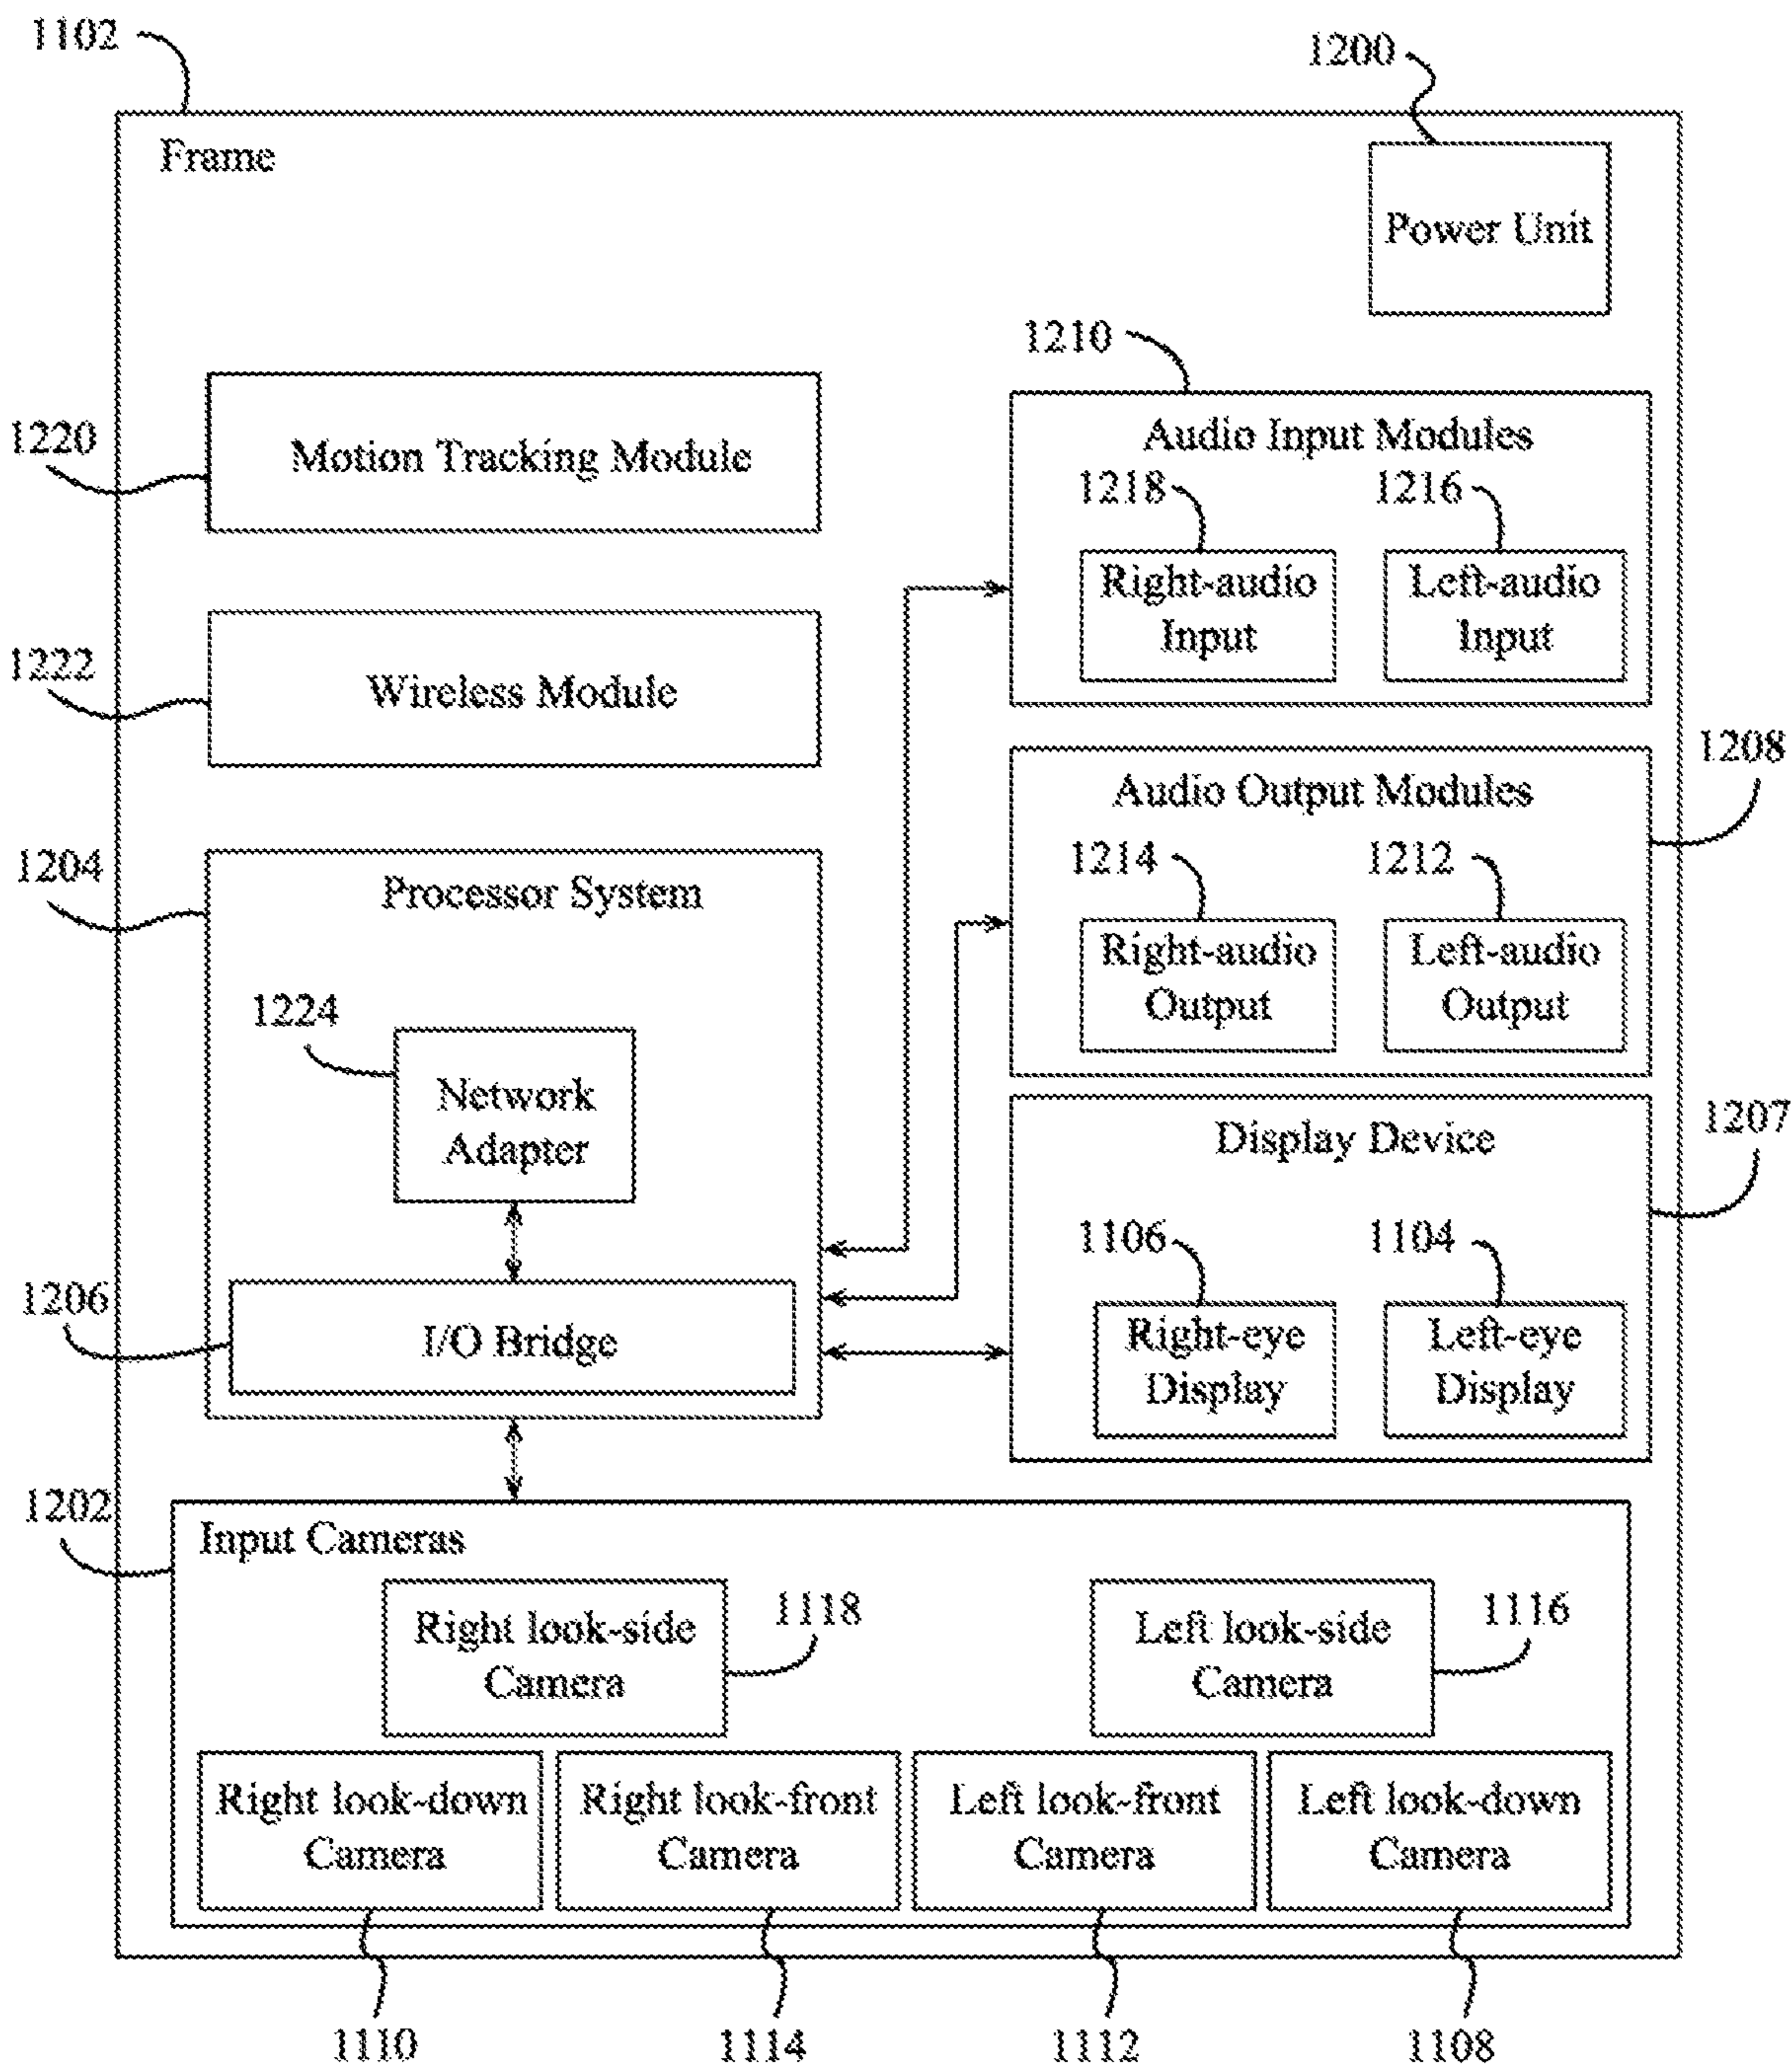 1102
1200
Frame
Power Unit
1210
1220
Motion Tracking Module
Audio Input Modules
1218
1216
Right-audio
Input
Left-audio
Input
1222
Wireless Module
1208
Audio Output Modules
1214
1212
Right-audio
Output
Left-audio
Output
1204
Processor System
1224
Network
Adapter
1207
Display Device
1106
1104
Right-eye
Display
Left-eye
Display
1206
I/O Bridge
1202
Input Cameras
Right look-side
Camera
1118
Left look-side
Camera
1116
Right look-down
Camera
Right look-front
Camera
Left look-front
Camera
Left look-down
Camera
1110
1114
1112
1108